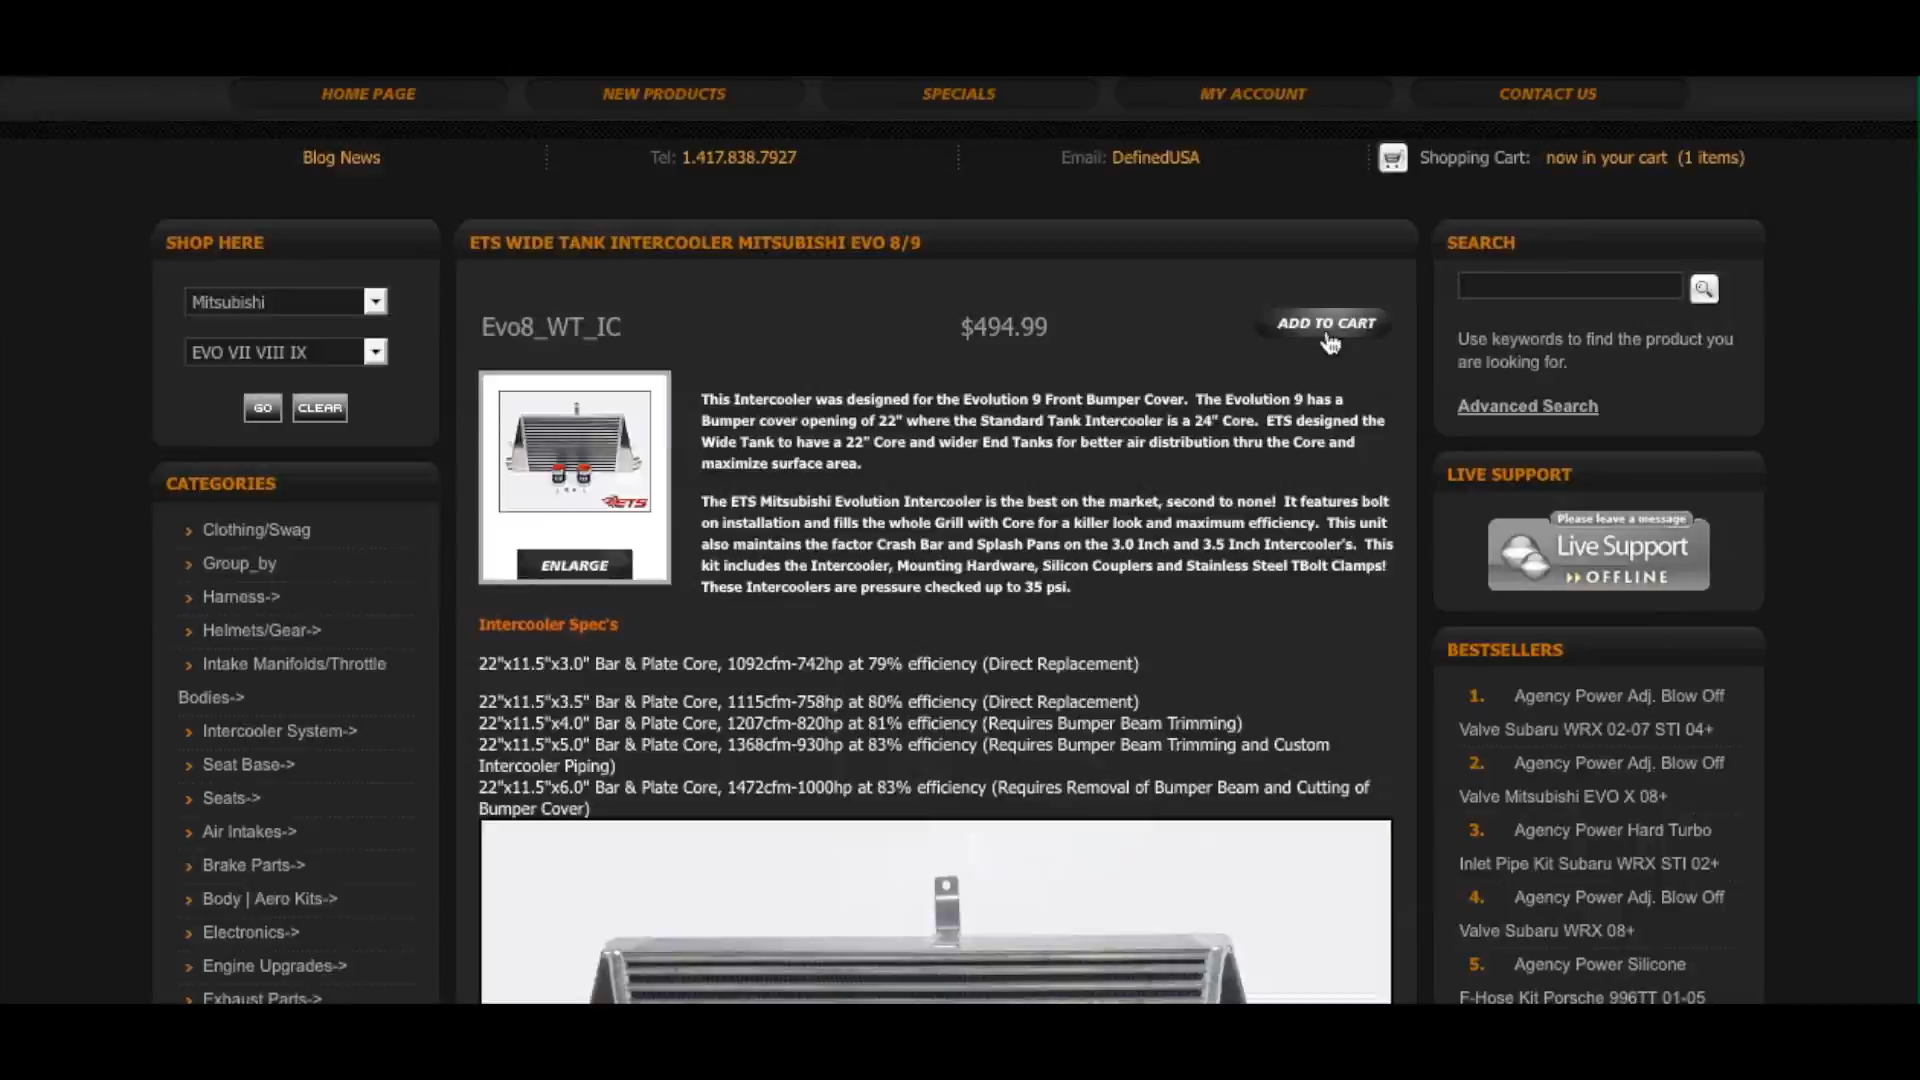 HOME PAGE
NEW PRODUCTS
SPECIALS
MY ACCOUNT
CONTACT US
Blog News
Tel: 1.417.838.7927
Email: DefinedUSA
Shopping Cart: now in your cart (1 items)
SHOP HERE
Mitsubishi
EVO VII VIII IX
GO
CLEAR
CATEGORIES
Clothing/Swag
Group_by
Harness->
Helmets/Gear->
Intake Manifolds/Throttle
Bodies->
Intercooler System->
Seat Base->
Seats->
Air Intakes->
Brake Parts->
Body | Aero Kits->
Electronics->
Engine Upgrades->
Exhaust Parts->
ETS WIDE TANK INTERCOOLER MITSUBISHI EVO 8/9
Evo8_WT_IC
$494.99
ADD TO CART
ETS
ENLARGE
This Intercooler was designed for the Evolution 9 Front Bumper Cover. The Evolution 9 has a
Bumper cover opening of 22" where the Standard Tank Intercooler is a 24" Core. ETS designed the
Wide Tank to have a 22" Core and wider End Tanks for better air distribution thru the Core and
maximize surface area.
The ETS Mitsubishi Evolution Intercooler is the best on the market, second to none! It features bolt
on installation and fills the whole Grill with Core for a killer look and maximum efficiency. This unit
also maintains the factor Crash Bar and Splash Pans on the 3.0 Inch and 3.5 Inch Intercooler's. This
kit includes the Intercooler, Mounting Hardware, Silicon Couplers and Stainless Steel TBolt Clamps!
These Intercoolers are pressure checked up to 35 psi.
Intercooler Spec's
22"x11.5"x3.0" Bar & Plate Core, 1092cfm-742hp at 79% efficiency (Direct Replacement)
22"x11.5"x3.5" Bar & Plate Core, 1115cfm-758hp at 80% efficiency (Direct Replacement)
22"x11.5"x4.0" Bar & Plate Core, 1207cfm-820hp at 81% efficiency (Requires Bumper Beam Trimming)
22"x11.5"x5.0" Bar & Plate Core, 1368cfm-930hp at 83% efficiency (Requires Bumper Beam Trimming and Custom
Intercooler Piping)
22"x11.5"x6.0" Bar & Plate Core, 1472cfm-1000hp at 83% efficiency (Requires Removal of Bumper Beam and Cutting of
Bumper Cover)
SEARCH
Use keywords to find the product you
are looking for.
Advanced Search
LIVE SUPPORT
Please leave a message
Live Support
OFFLINE
BESTSELLERS
1. Agency Power Adj. Blow Off
Valve Subaru WRX 02-07 STI 04+
2. Agency Power Adj. Blow Off
Valve Mitsubishi EVO X 08+
3. Agency Power Hard Turbo
Inlet Pipe Kit Subaru WRX STI 02+
4. Agency Power Adj. Blow Off
Valve Subaru WRX 08+
5. Agency Power Silicone
F-Hose Kit Porsche 996TT 01-05